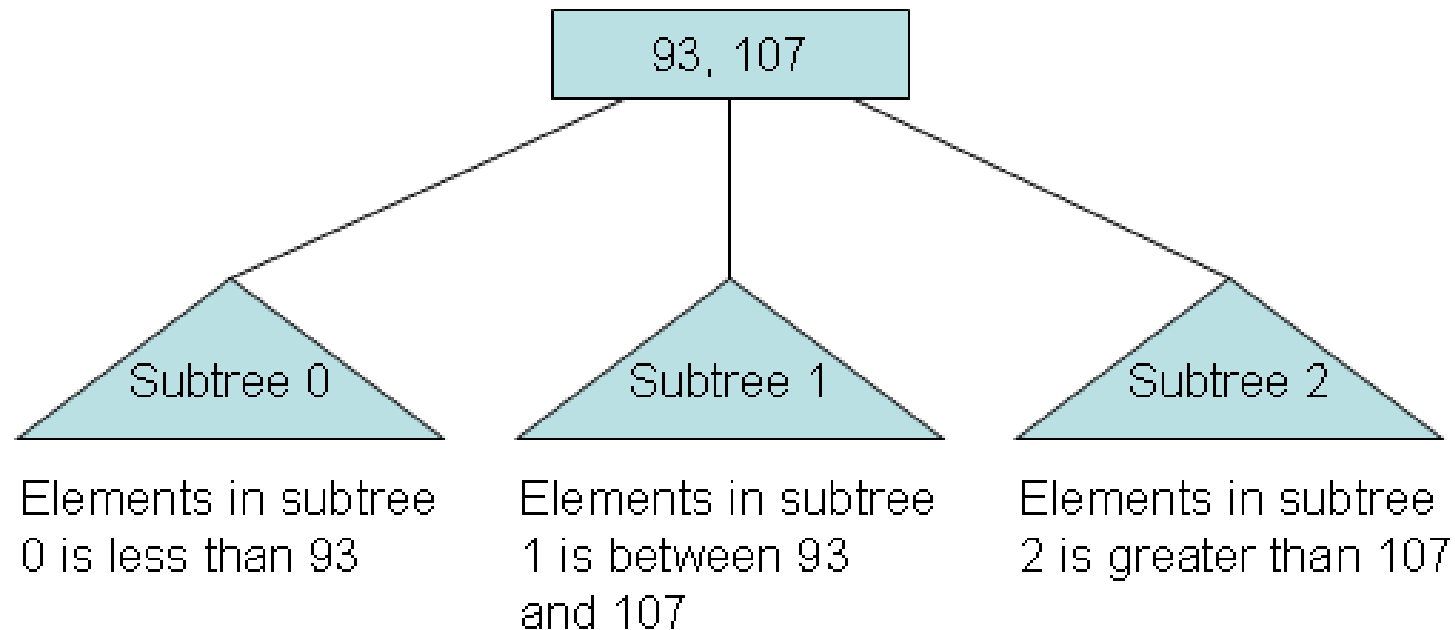 93, 107
Subtree 0
Subtree 1
Subtree 2
Elements in subtree
0 is less than 93
Elements in subtree
1 is between 93
and 107
Elements in subtree
2 is greater than 107